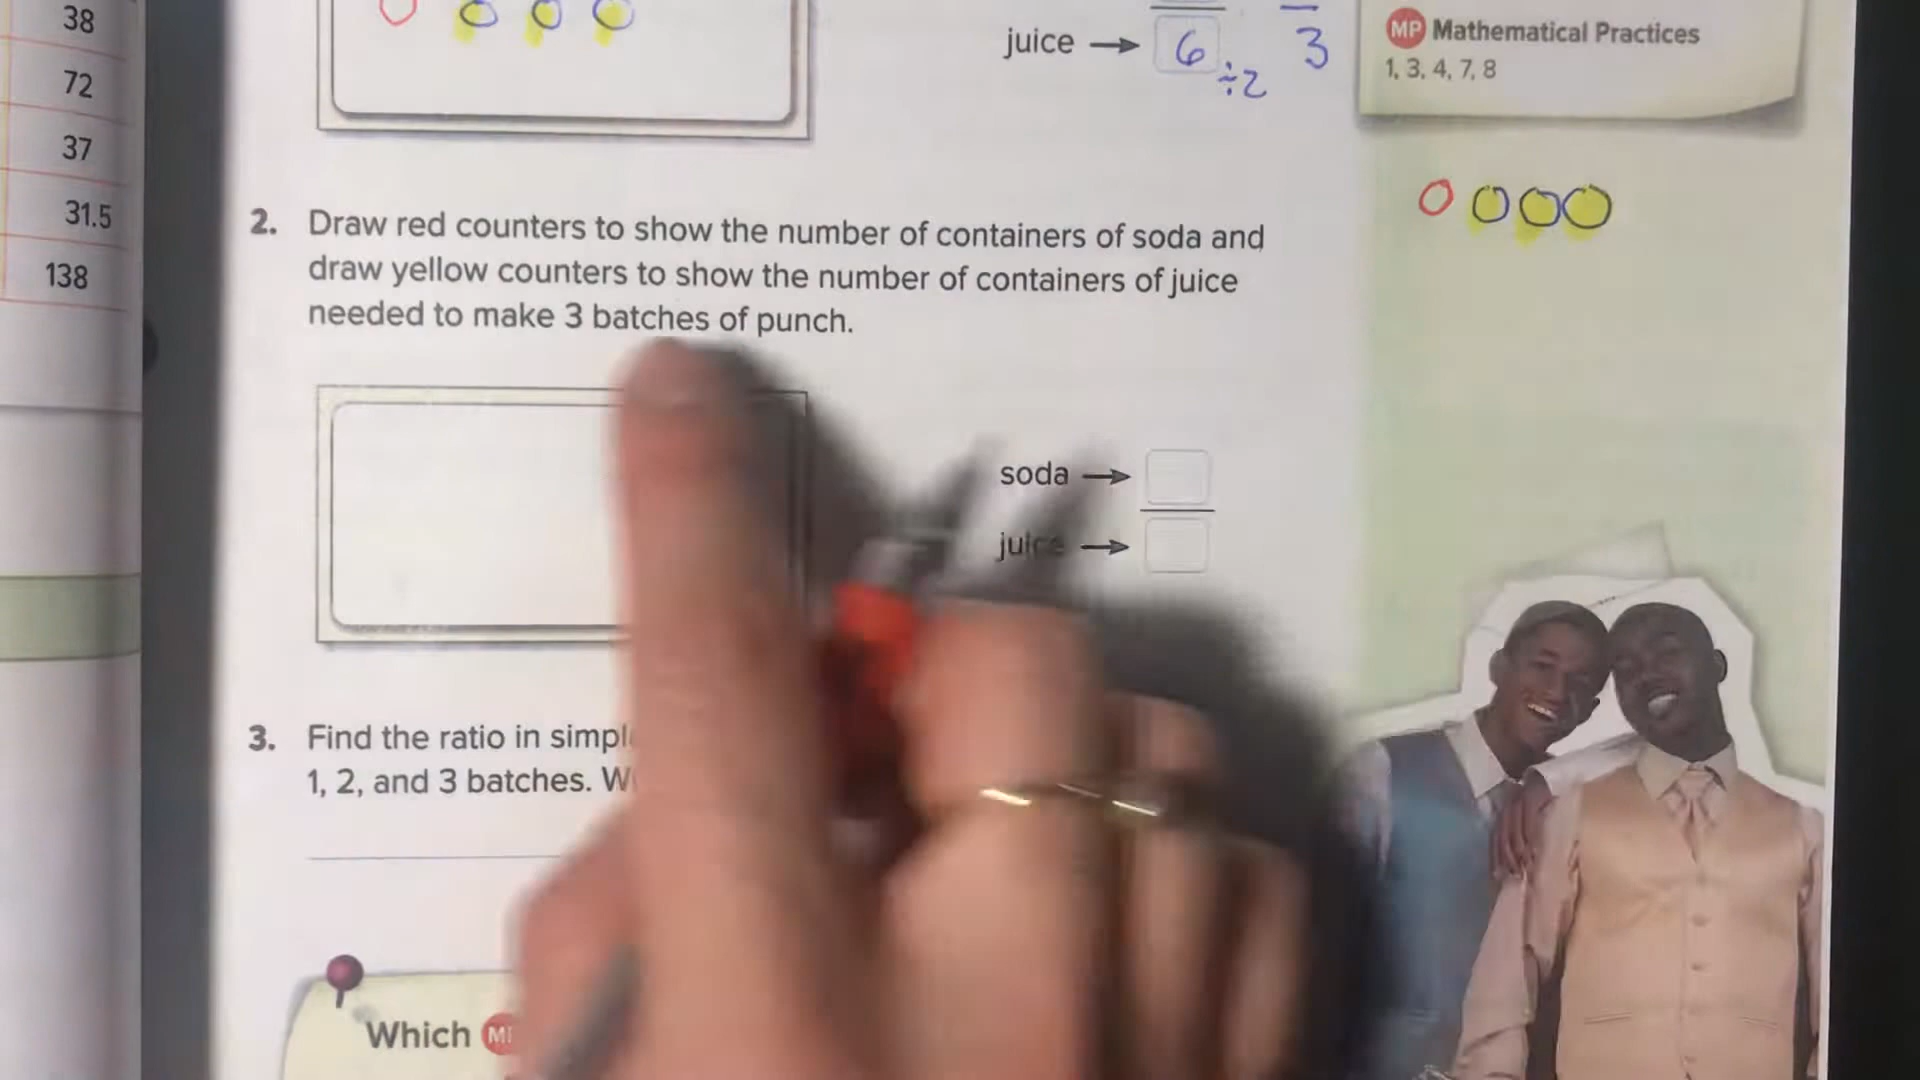 38
72
37
31.5
138
juice → 6 ÷2 3
MP Mathematical Practices
1, 3, 4, 7, 8
2. Draw red counters to show the number of containers of soda and
draw yellow counters to show the number of containers of juice
needed to make 3 batches of punch.
soda →
juice →
3. Find the ratio in
1, 2, and 3 batches.
Which